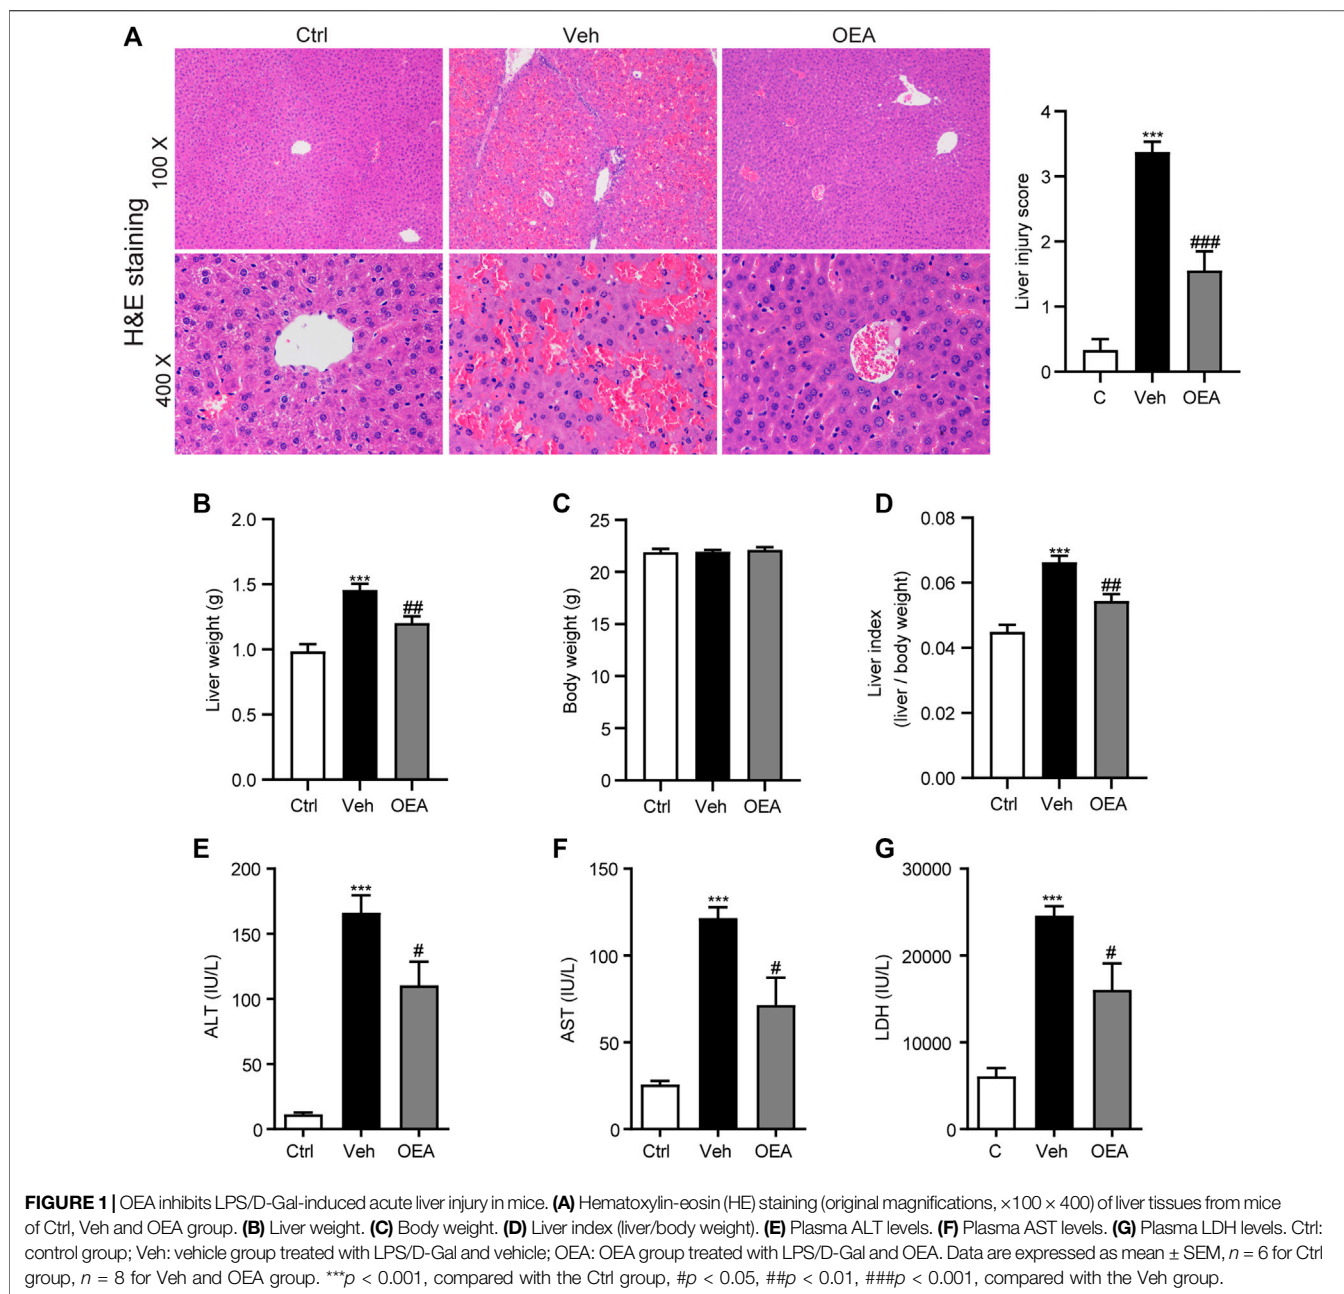 A
Ctrl
Veh
OEA
H&E staining
100 X
400 X
Liver injury score
4
3
2
1
0
***
###
C
Veh
OEA
B
Liver weight (g)
2.0
1.5
1.0
0.5
0.0
***
##
Ctrl
Veh
OEA
C
Body weight (g)
25
20
15
10
5
0
Ctrl
Veh
OEA
D
Liver index
(liver / body weight)
0.08
0.06
0.04
0.02
0.00
***
##
Ctrl
Veh
OEA
E
ALT (IU/L)
200
150
100
50
0
***
#
Ctrl
Veh
OEA
F
AST (IU/L)
150
100
50
0
***
#
Ctrl
Veh
OEA
G
LDH (IU/L)
30000
20000
10000
0
***
#
C
Veh
OEA
FIGURE 1 | OEA inhibits LPS/D-Gal-induced acute liver injury in mice. (A) Hematoxylin-eosin (HE) staining (original magnifications, ×100 × 400) of liver tissues from mice
of Ctrl, Veh and OEA group. (B) Liver weight. (C) Body weight. (D) Liver index (liver/body weight). (E) Plasma ALT levels. (F) Plasma AST levels. (G) Plasma LDH levels. Ctrl:
control group; Veh: vehicle group treated with LPS/D-Gal and vehicle; OEA: OEA group treated with LPS/D-Gal and OEA. Data are expressed as mean ± SEM, n = 6 for Ctrl
group, n = 8 for Veh and OEA group. ***p < 0.001, compared with the Ctrl group, #p < 0.05, ##p < 0.01, ###p < 0.001, compared with the Veh group.